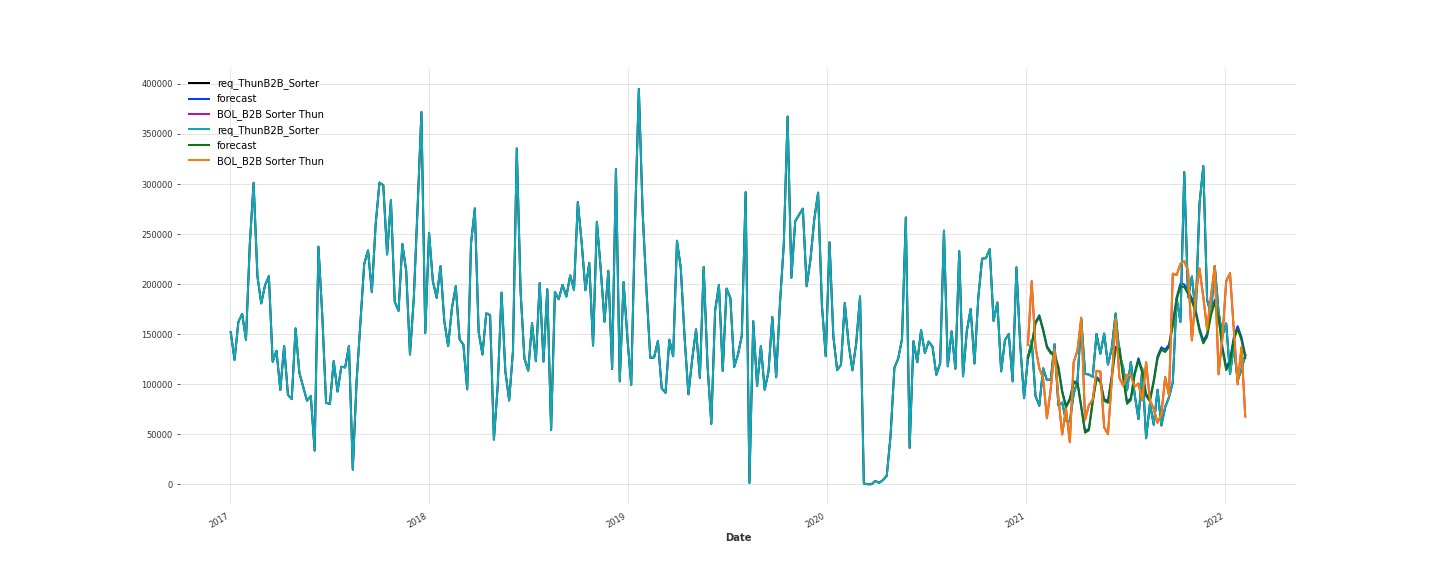 400000
350000
300000
250000
200000
150000
100000
50000
0
req_ThunB2B_Sorter
forecast
BOL_B2B Sorter Thun
req_ThunB2B_Sorter
forecast
BOL_B2B Sorter Thun
2017
2018
2019
2020
2021
2022
Date